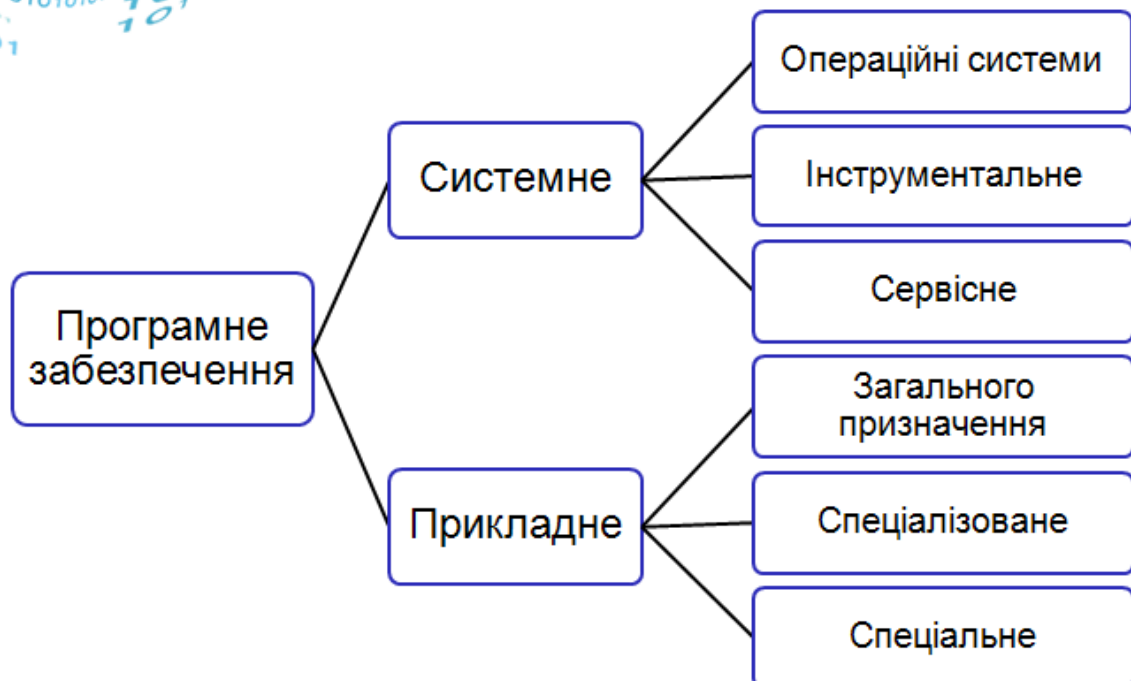 Програмне
забезпечення
Системне
Операційні системи
Інструментальне
Сервісне
Прикладне
Загального
призначення
Спеціалізоване
Спеціальне